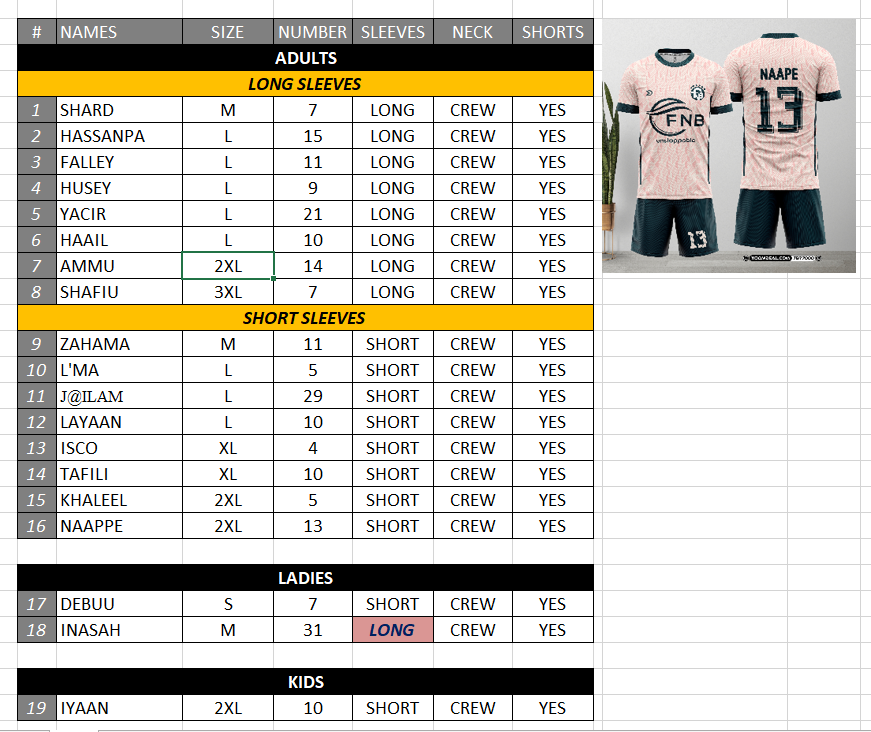 # NAMES SIZE NUMBER SLEEVES NECK SHORTS
ADULTS
LONG SLEEVES
1 SHARD M 7 LONG CREW YES
2 HASSANPA L 15 LONG CREW YES
3 FALLEY L 11 LONG CREW YES
4 HUSEY L 9 LONG CREW YES
5 YACIR L 21 LONG CREW YES
6 HAAIL L 10 LONG CREW YES
7 AMMU 2XL 14 LONG CREW YES
8 SHAFIU 3XL 7 LONG CREW YES
SHORT SLEEVES
9 ZAHAMA M 11 SHORT CREW YES
10 L'MA L 5 SHORT CREW YES
11 J@ILAM L 29 SHORT CREW YES
12 LAYAAN L 10 SHORT CREW YES
13 ISCO XL 4 SHORT CREW YES
14 TAFILI XL 10 SHORT CREW YES
15 KHALEEL 2XL 5 SHORT CREW YES
16 NAAPPE 2XL 13 SHORT CREW YES
LADIES
17 DEBUU S 7 SHORT CREW YES
18 INASAH M 31 LONG CREW YES
KIDS
19 IYAAN 2XL 10 SHORT CREW YES
NAAPE
13
FNB
unstoppable
13